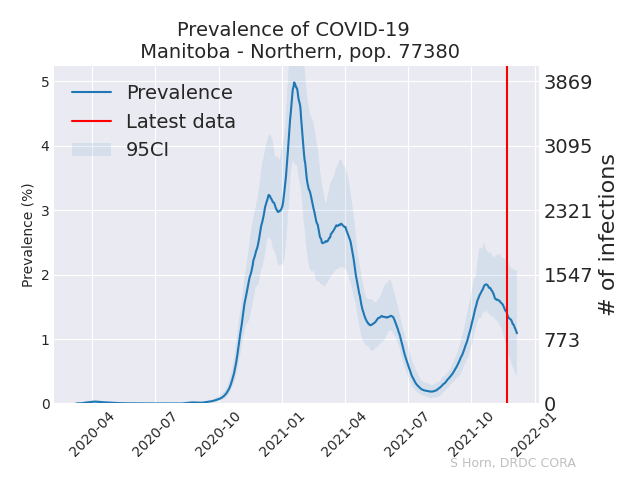 Prevalence of COVID-19
Manitoba - Northern, pop. 77380
Prevalence
Latest data
95CI
Prevalence (%)
5
4
3
2
1
0
3869
3095
2321
1547
773
0
# of infections
2020-04
2020-07
2020-10
2021-01
2021-04
2021-07
2021-10
2022-01
S Horn, DRDC CORA